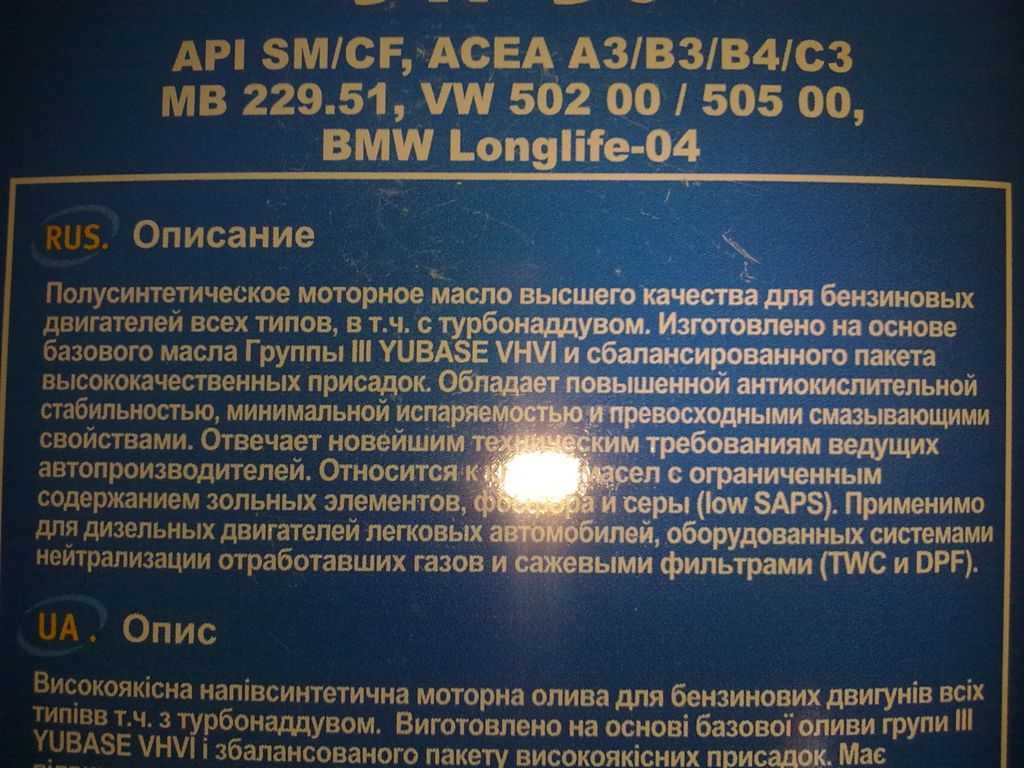 API SM/CF, ACEA A3/B3/B4/C3
MB 229.51, VW 502 00 / 505 00,
BMW Longlife-04
RUS. Описание
Полусинтетическое моторное масло высшего качества для бензиновых
двигателей всех типов, в т.ч. с турбонаддувом. Изготовлено на основе
базового масла Группы III YUBASE VHVI и сбалансированного пакета
высококачественных присадок. Обладает повышенной антиокислительной
стабильностью, минимальной испаряемостью и превосходными смазывающими
свойствами. Отвечает новейшим техническим требованиям ведущих
автопроизводителей. Относится к масел с ограниченным
содержанием зольных элементов, фосфора и серы (low SAPS). Применимо
для дизельных двигателей легковых автомобилей, оборудованных системами
нейтрализации отработавших газов и сажевыми фильтрами (TWC и DPF).
UA . Опис
Високоякісна напівсинтетична моторна олива для бензинових двигунів всіх
типівв т.ч. з турбонаддувом. Виготовлено на основі базової оливи групи III
YUBASE VHVI і збалансованого пакету високоякісних присадок. Має